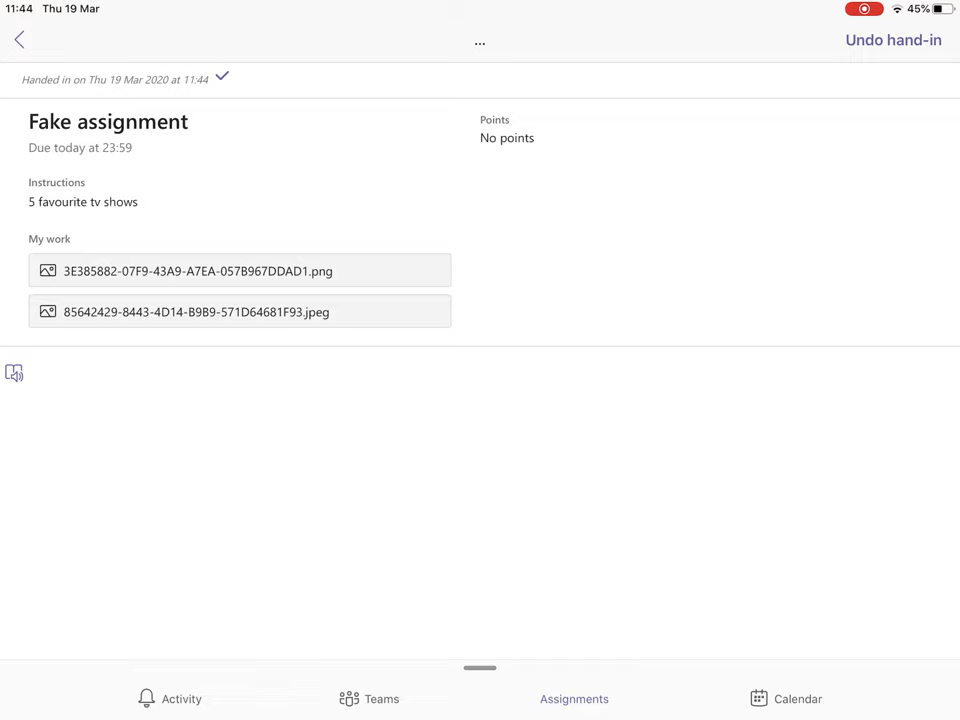 11:44 Thu 19 Mar
45%
...
Undo hand-in
Handed in on Thu 19 Mar 2020 at 11:44
Fake assignment
Due today at 23:59
Points
No points
Instructions
5 favourite tv shows
My work
3E385882-07F9-43A9-A7EA-057B967DDAD1.png
85642429-8443-4D14-B9B9-571D64681F93.jpeg
Activity
Teams
Assignments
Calendar